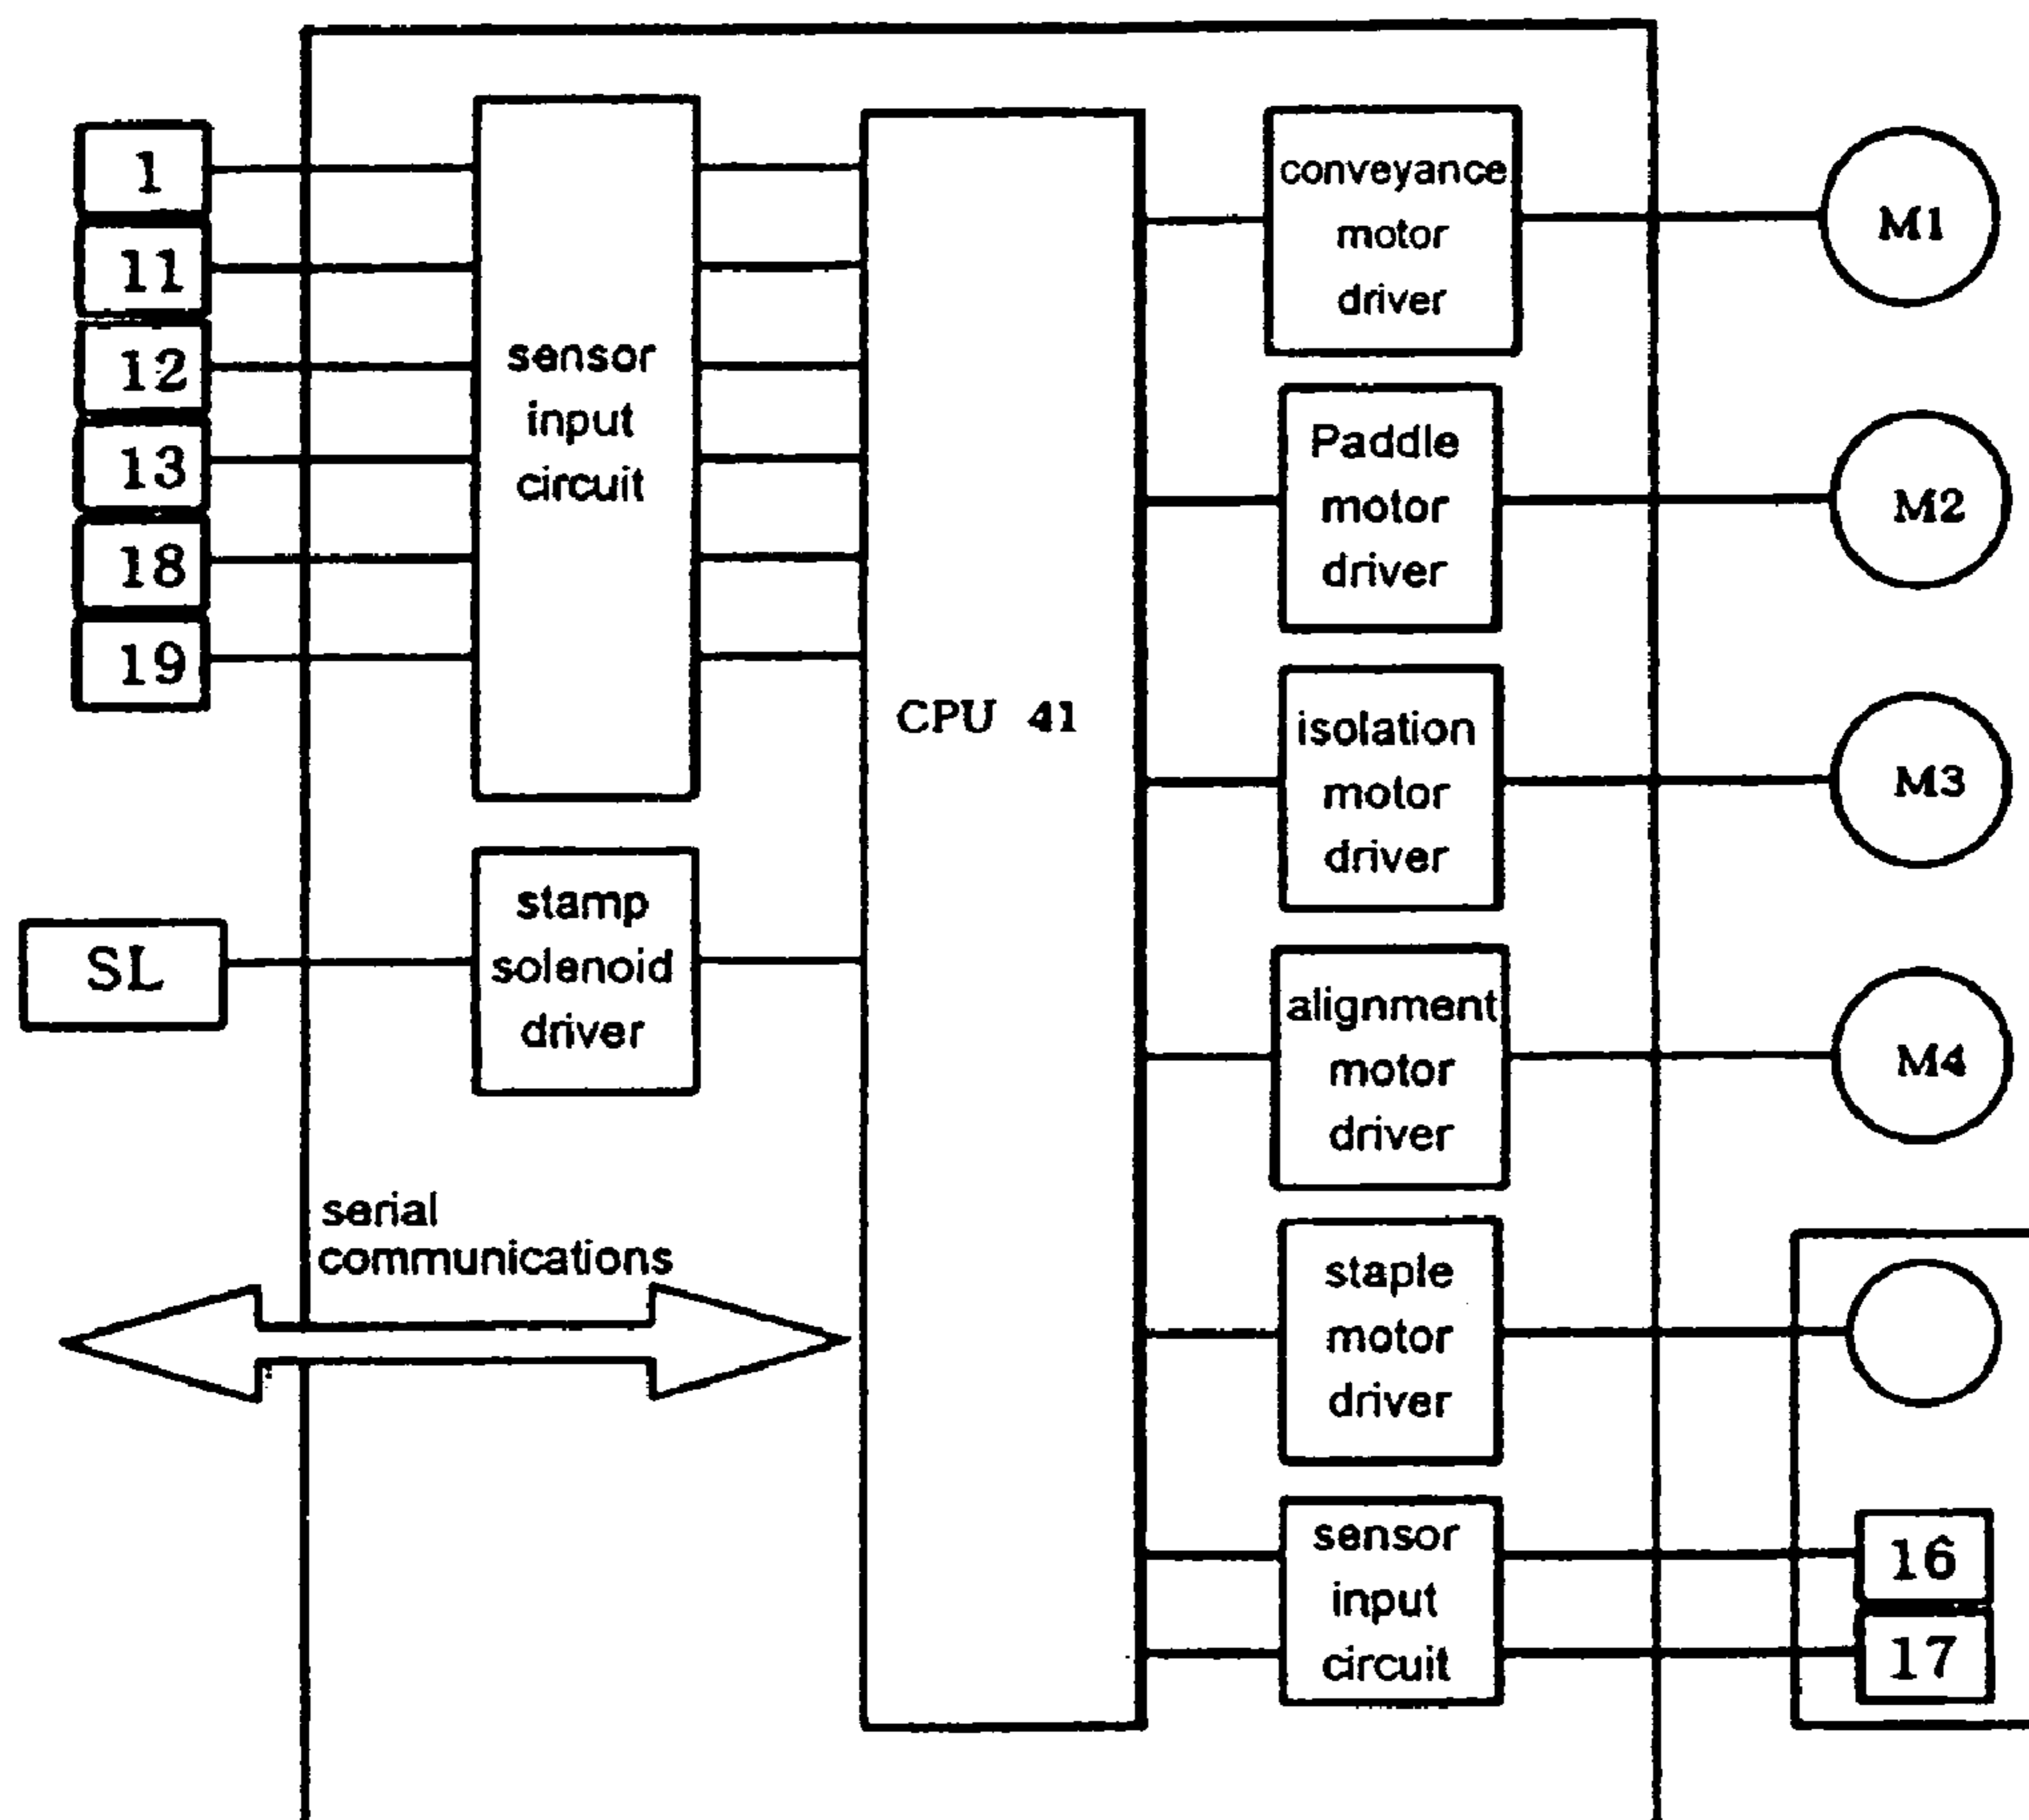 1
11
12
13
18
19
sensor
input
circuit
SL
stamp
solenoid
driver
serial
communications
CPU 41
conveyance
motor
driver
Paddle
motor
driver
isolation
motor
driver
alignment
motor
driver
staple
motor
driver
sensor
input
circuit
M1
M2
M3
M4
16
17